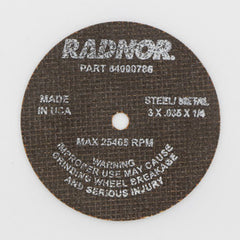 RADNOR.
PART 64000786
MADE IN USA
STEEL/METAL
3 X .035 X 1/4
MAX 25465 RPM
WARNING
IMPROPER USE MAY CAUSE
GRINDING WHEEL BREAKAGE
AND SERIOUS INJURY